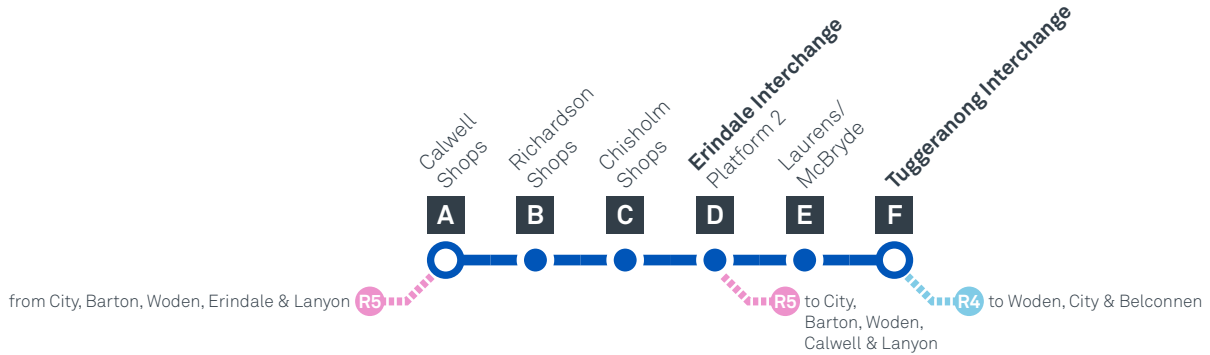 Calwell
Shops
Richardson
Shops
Chisholm
Shops
Erindale Interchange
Platform 2
Laurens/
McBryde
Tuggeranong Interchange
A
B
C
D
E
F
from City, Barton, Woden, Erindale & Lanyon R5
R5 to City,
Barton, Woden,
Calwell & Lanyon
R4 to Woden, City & Belconnen